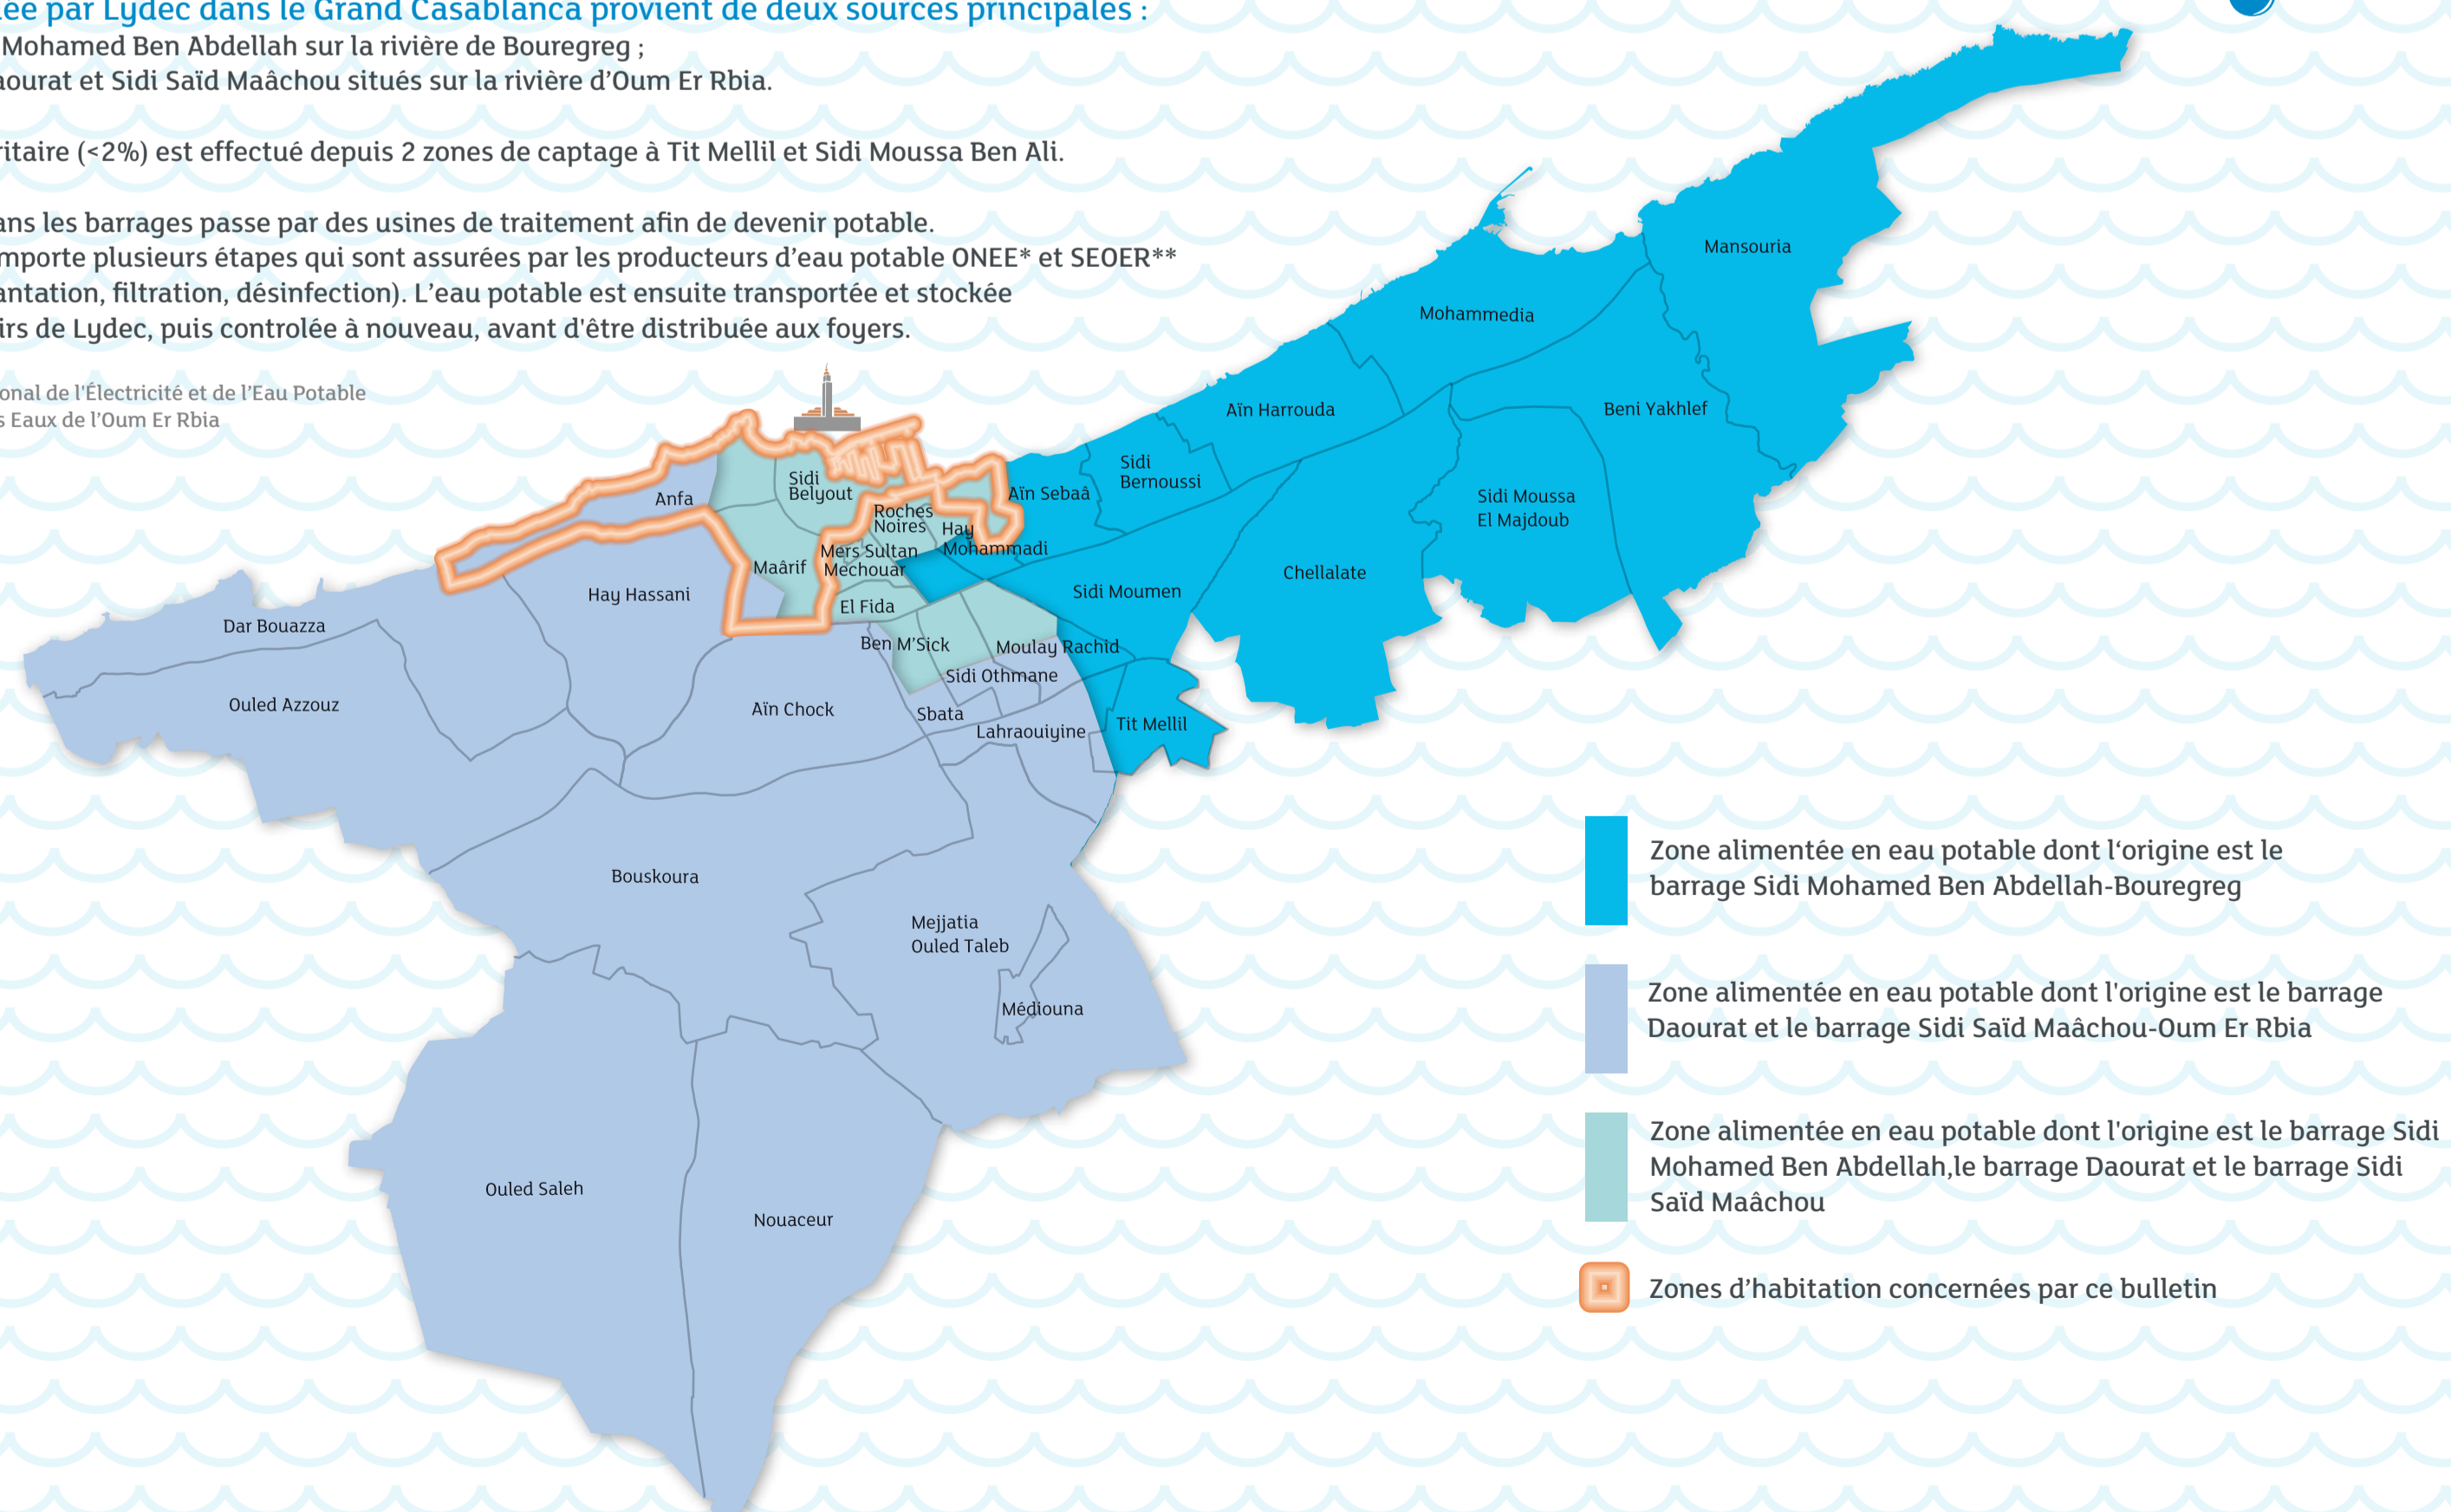 ée par Lydec dans le Grand Casablanca provient de deux sources principales :
Mohamed Ben Abdellah sur la rivière de Bouregreg ;
aourat et Sidi Saïd Maâchou situés sur la rivière d’Oum Er Rbia.
ritaire (<2%) est effectué depuis 2 zones de captage à Tit Mellil et Sidi Moussa Ben Ali.
ans les barrages passe par des usines de traitement afin de devenir potable.
mporte plusieurs étapes qui sont assurées par les producteurs d’eau potable ONEE* et SEOER**
antation, filtration, désinfection). L’eau potable est ensuite transportée et stockée
irs de Lydec, puis controlée à nouveau, avant d'être distribuée aux foyers.
onal de l'Électricité et de l’Eau Potable
s Eaux de l’Oum Er Rbia
Mansouria
Mohammedia
Aïn Harrouda
Beni Yakhlef
Sidi
Bernoussi
Aïn Sebaâ
Sidi Moussa
El Majdoub
Sidi
Belyout
Anfa
Roches
Noires
Hay
Mohammadi
Mers Sultan
Mechouar
Maârif
Chellalate
Sidi Moumen
Hay Hassani
El Fida
Dar Bouazza
Ben M’Sick
Moulay Rachid
Sidi Othmane
Ouled Azzouz
Aïn Chock
Sbata
Lahraouiyine
Tit Mellil
Bouskoura
Mejjatia
Ouled Taleb
Médiouna
Ouled Saleh
Nouaceur
Zone alimentée en eau potable dont l‘origine est le
barrage Sidi Mohamed Ben Abdellah-Bouregreg
Zone alimentée en eau potable dont l'origine est le barrage
Daourat et le barrage Sidi Saïd Maâchou-Oum Er Rbia
Zone alimentée en eau potable dont l'origine est le barrage Sidi
Mohamed Ben Abdellah,le barrage Daourat et le barrage Sidi
Saïd Maâchou
Zones d’habitation concernées par ce bulletin